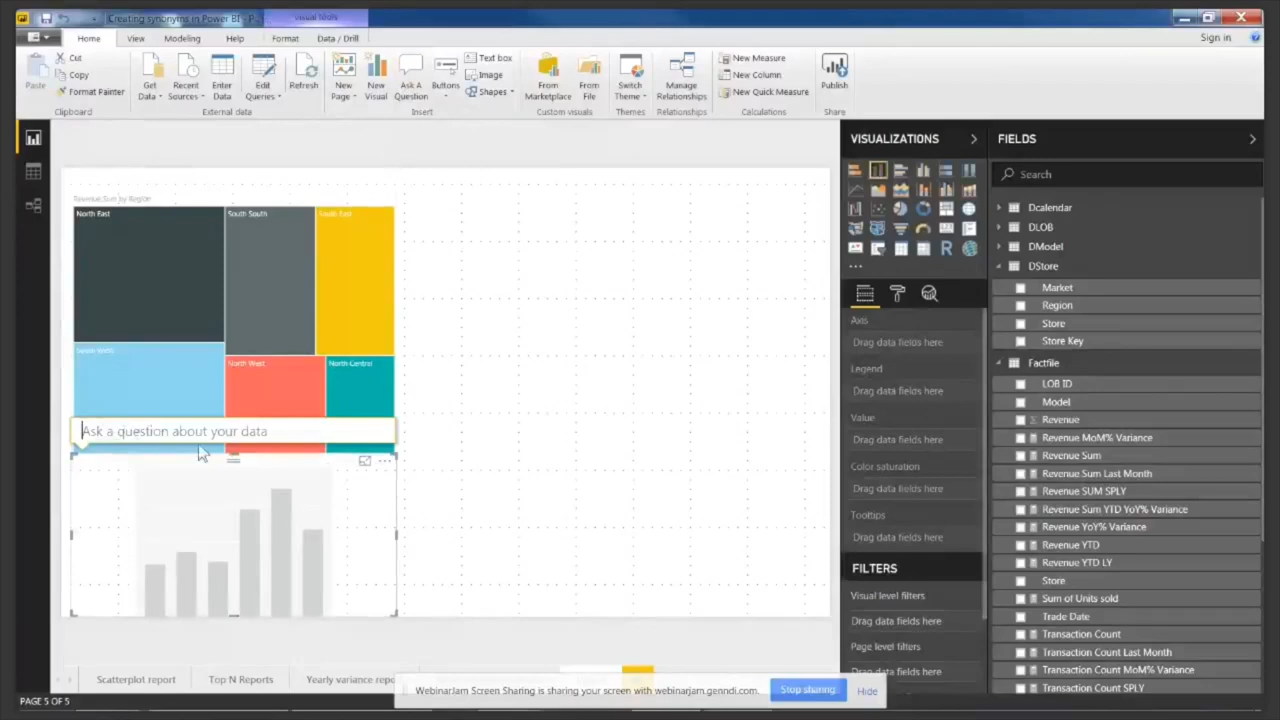 Creating synonyms in Power BI - P...
Visual Tools
Home
View
Modeling
Help
Format
Data / Drill
Sign in
Paste
Cut
Copy
Format Painter
Clipboard
Get Data
Recent Sources
Enter Data
Edit Queries
External data
Refresh
New Page
New Visual
Ask A Question
Buttons
Text box
Image
Shapes
Insert
From Marketplace
From File
Custom visuals
Switch Theme
Themes
Manage Relationships
Relationships
New Measure
New Column
New Quick Measure
Calculations
Publish
Share
Revenue Sum by Region
North East
South South
South East
South West
North West
North Central
Ask a question about your data
VISUALIZATIONS
R
Axis
Drag data fields here
Legend
Drag data fields here
Value
Drag data fields here
Color saturation
Drag data fields here
Tooltips
Drag data fields here
FILTERS
Visual level filters
Drag data fields here
Page level filters
Drag data fields here
FIELDS
Search
Dcalendar
DLOB
DModel
DStore
Market
Region
Store
Store Key
Factfile
LOB ID
Model
Revenue
Revenue MoM% Variance
Revenue Sum
Revenue Sum Last Month
Revenue SUM SPLY
Revenue Sum YTD YoY% Variance
Revenue YoY% Variance
Revenue YTD
Revenue YTD LY
Store
Sum of Units sold
Trade Date
Transaction Count
Transaction Count Last Month
Transaction Count MoM% Variance
Transaction Count SPLY
Scatterplot report
Top N Reports
Yearly variance repo
WebinarJam Screen Sharing is sharing your screen with webinarjam.genndi.com.
Stop sharing
Hide
PAGE 5 OF 5